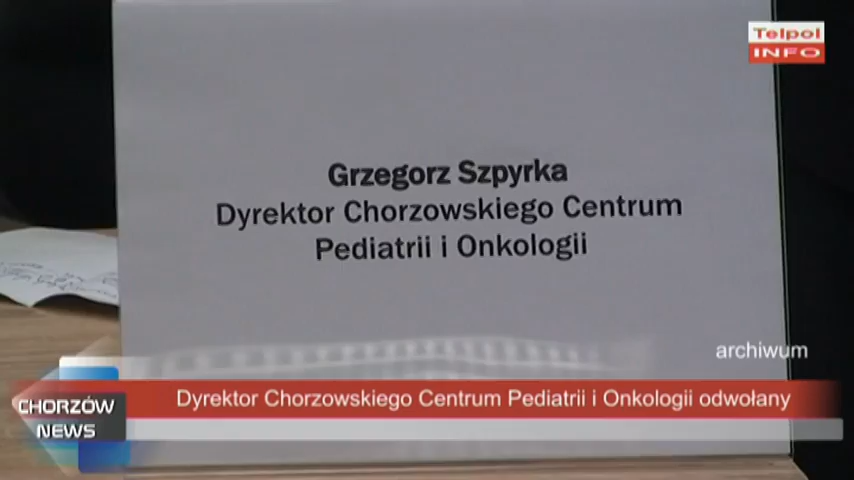 Telpol
INFO
Grzegorz Szpyrka
Dyrektor Chorzowskiego Centrum
Pediatrii i Onkologii
archiwum
Dyrektor Chorzowskiego Centrum Pediatrii i Onkologii odwołany
CHORZÓW
NEWS